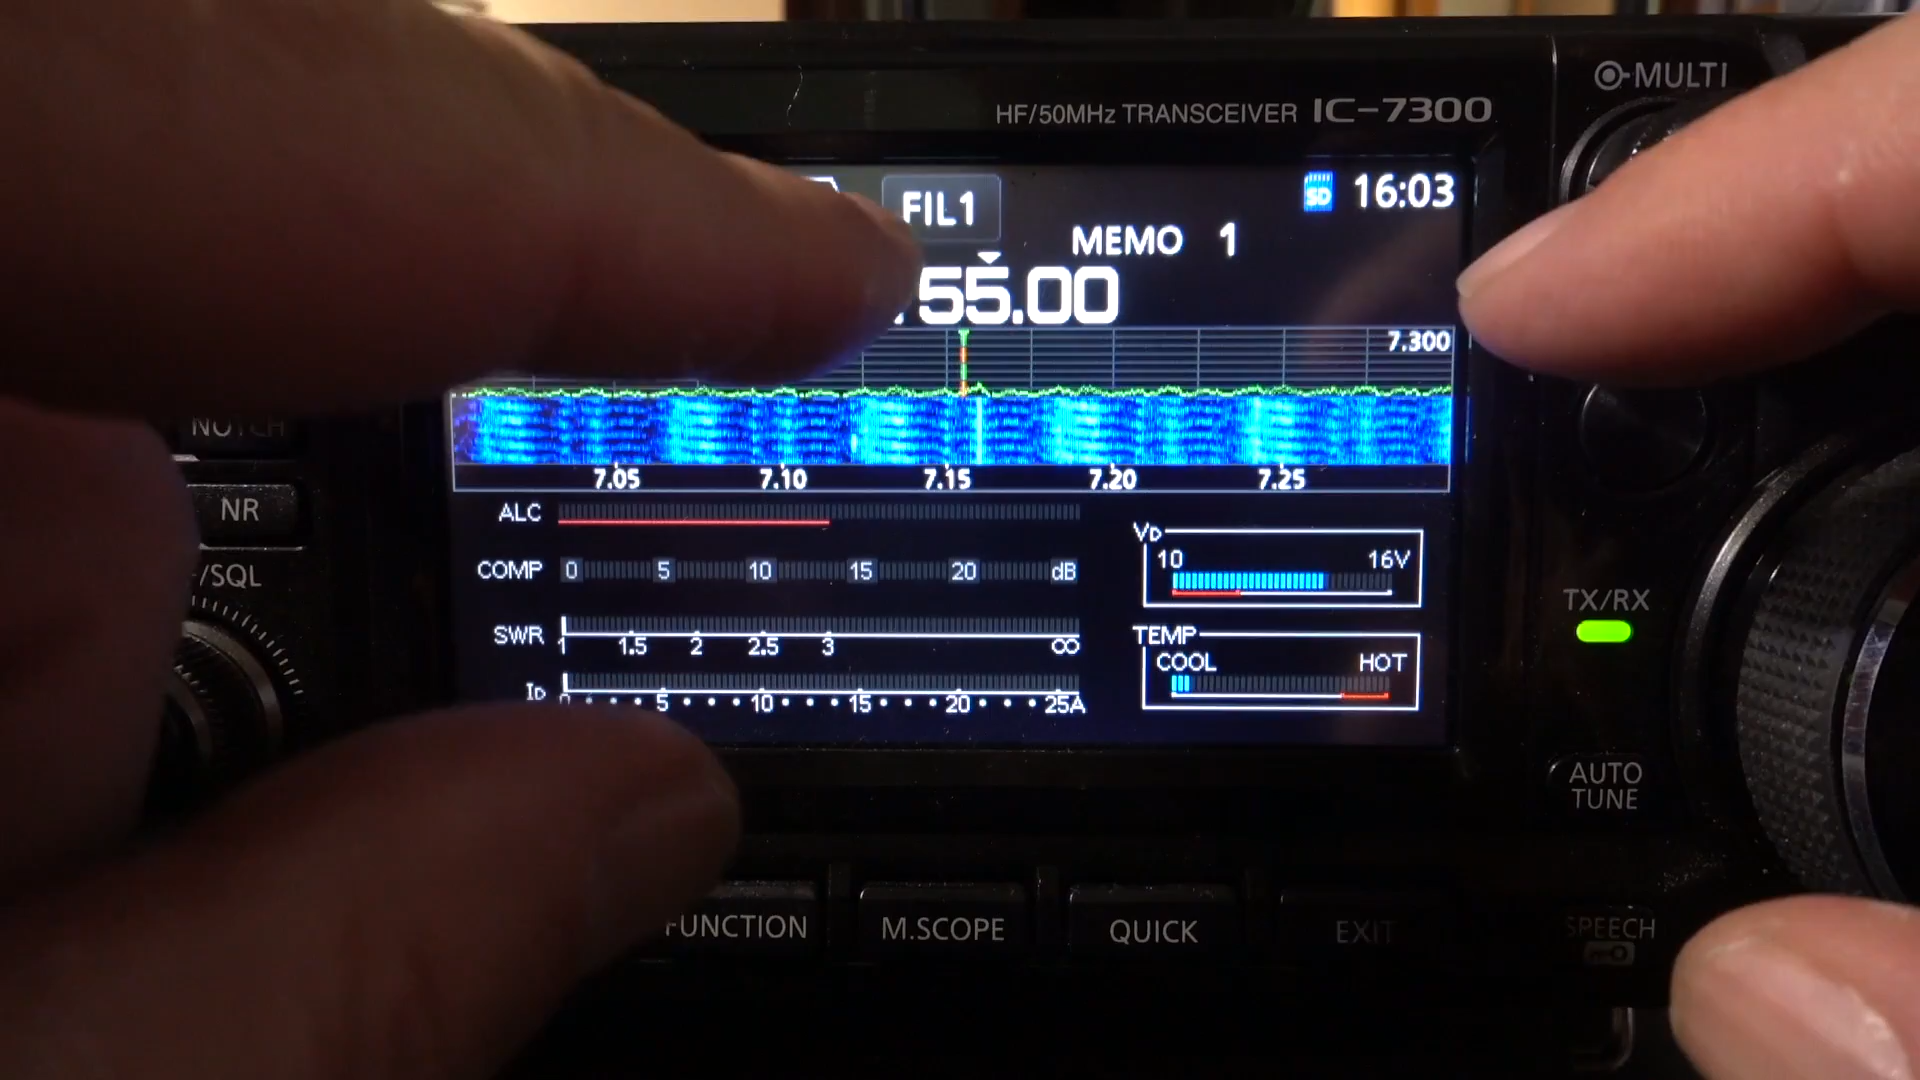 MULTI
HF/50MHz TRANSCEIVER IC-7300
FIL1
SD 16:03
MEMO 1
55.00
7.300
NOTCH
7.05 7.10 7.15 7.20 7.25
NR
ALC
COMP 0 5 10 15 20 dB
/SQL
SWR 1 1.5 2 2.5 3 ∞
ID 0 5 10 15 20 25A
VD
10 16V
TEMP
COOL HOT
TX/RX
AUTO
TUNE
FUNCTION
M.SCOPE
QUICK
EXIT
SPEECH